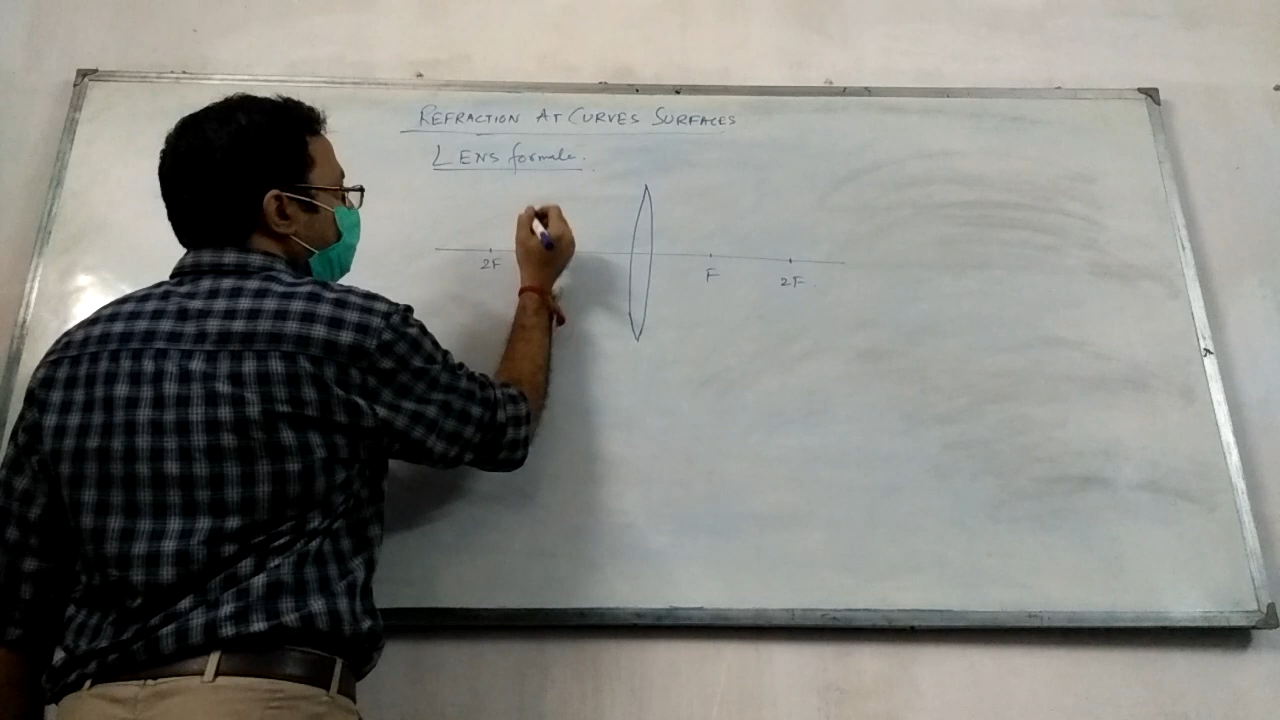 REFRACTION AT CURVES SURFACES
LENS formula.
2F
F
2F.